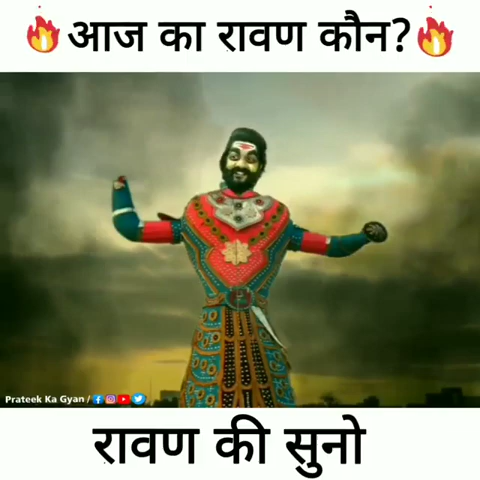 🔥आज का रावण कौन?🔥
Prateek Ka Gyan /
रावण की सुनो